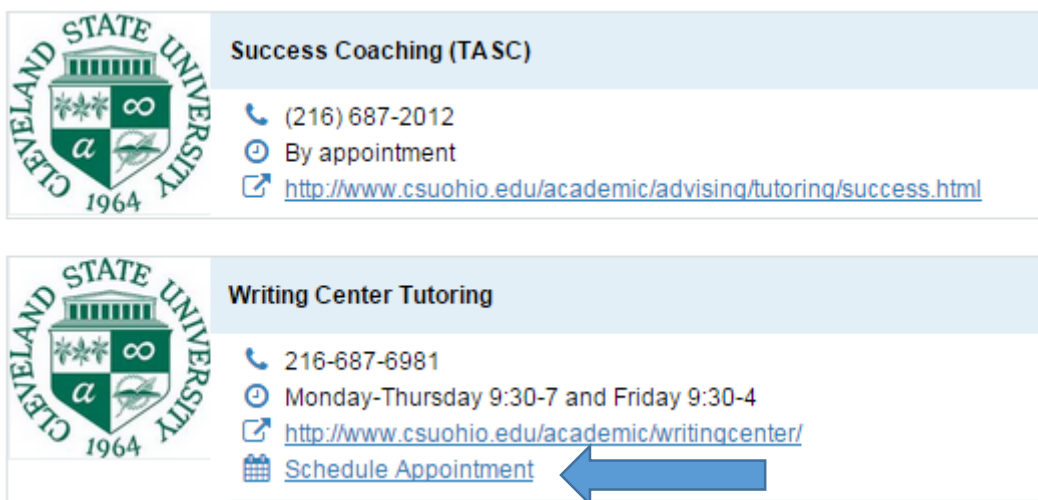 CLEVELAND STATE UNIVERSITY
α
∞
1964
Success Coaching (TASC)
(216) 687-2012
By appointment
http://www.csuohio.edu/academic/advising/tutoring/success.html
CLEVELAND STATE UNIVERSITY
α
∞
1964
Writing Center Tutoring
216-687-6981
Monday-Thursday 9:30-7 and Friday 9:30-4
http://www.csuohio.edu/academic/writingcenter/
Schedule Appointment